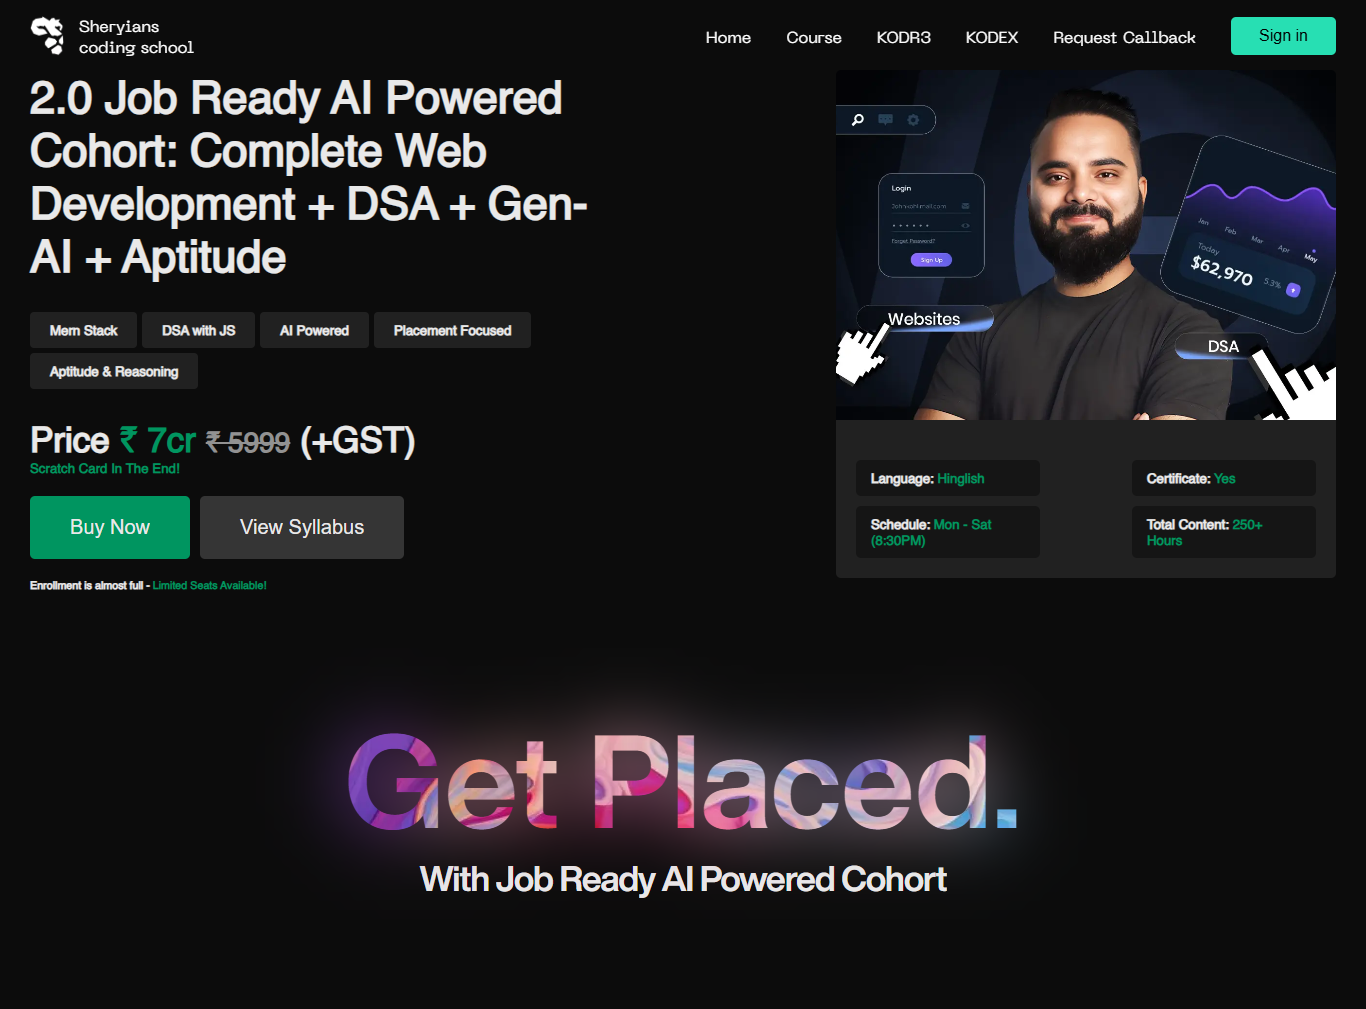 Sheryians
coding school
Home
Course
KODR3
KODEX
Request Callback
Sign in
2.0 Job Ready AI Powered
Cohort: Complete Web
Development + DSA + Gen-
AI + Aptitude
Mern Stack
DSA with JS
AI Powered
Placement Focused
Aptitude & Reasoning
Price ₹ 7cr ₹ 5999 (+GST)
Scratch Card In The End!
Buy Now
View Syllabus
Enrollment is almost full - Limited Seats Available!
Login
Forget Password?
Sign Up
Websites
Jan
Feb
Mar
Apr
May
Today
$62,970
5.3%
DSA
Language: Hinglish
Certificate: Yes
Schedule: Mon - Sat
(8:30PM)
Total Content: 250+
Hours
Get Placed.
With Job Ready AI Powered Cohort